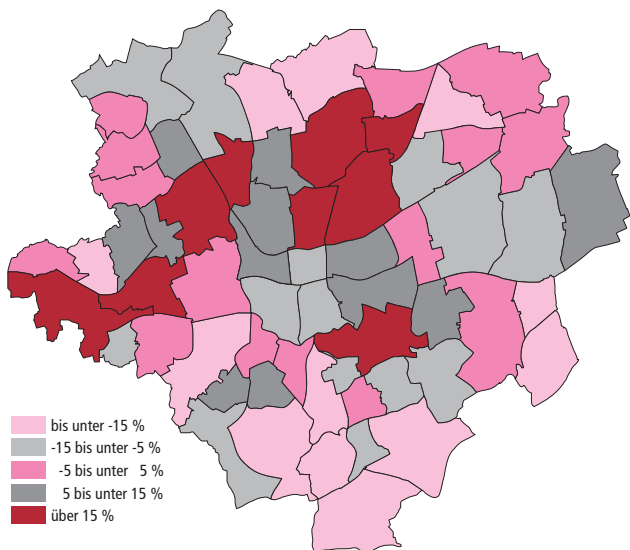 bis unter -15 %
-15 bis unter -5 %
-5 bis unter 5 %
5 bis unter 15 %
über 15 %